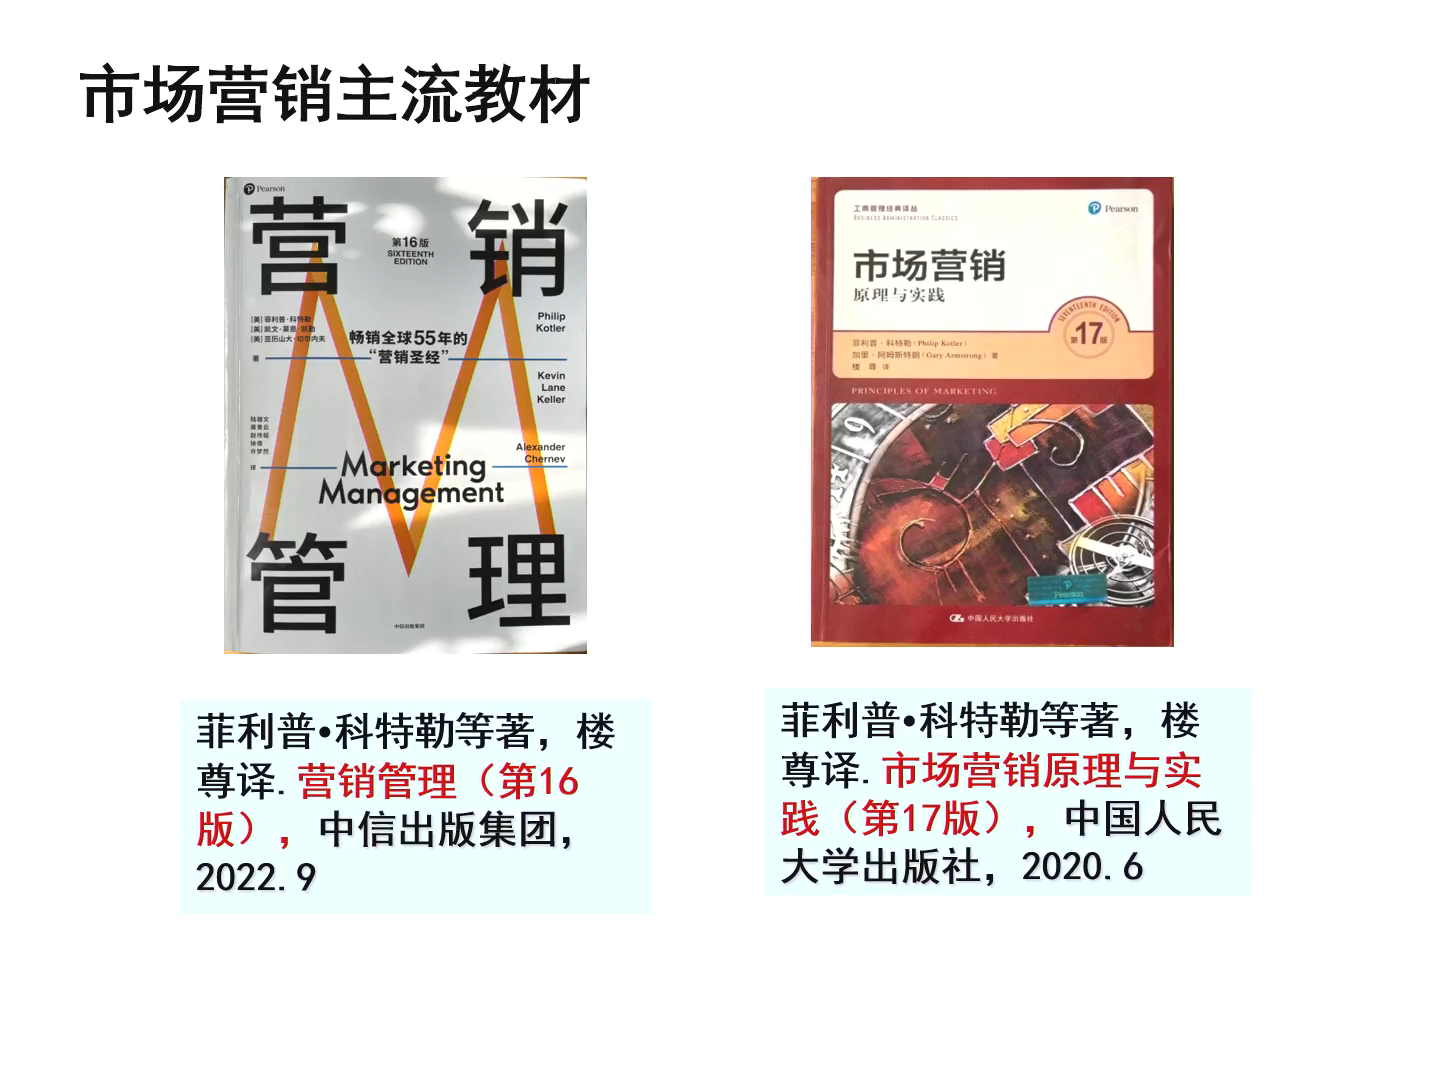 市场营销主流教材
Pearson
营 销
第16版
SIXTEENTH
EDITION
[美]菲利普·科特勒
[美]凯文·莱恩·凯勒
[美]亚历山大·切尔内夫
著
畅销全球55年的
“营销圣经”
Philip
Kotler
Kevin
Lane
Keller
Alexander
Chernev
陆雄文
蒋青云
赵伟韬
徐倩
许梦然
译
Marketing
Management
管 理
中信出版集团
工商管理经典译丛
BUSINESS ADMINISTRATION CLASSICS
Pearson
市场营销
原理与实践
SEVENTEENTH EDITION
第17版
菲利普·科特勒(Philip Kotler)
加里·阿姆斯特朗(Gary Armstrong) 著
楼 尊 译
PRINCIPLES OF MARKETING
Pearson
中国人民大学出版社
菲利普•科特勒等著，楼
尊译.营销管理（第16
版），中信出版集团，
2022.9
菲利普•科特勒等著，楼
尊译.市场营销原理与实
践（第17版），中国人民
大学出版社，2020.6